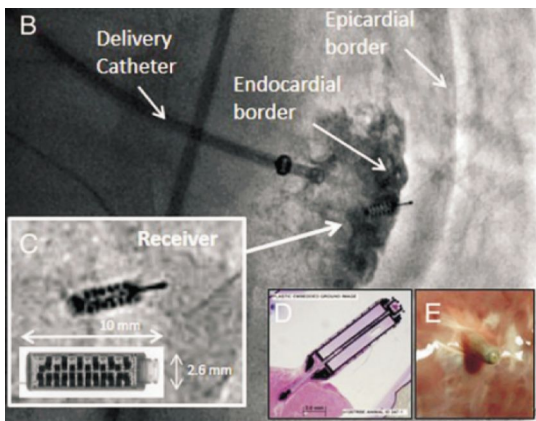 B
Delivery
Catheter
Epicardial
border
Endocardial
border
C
Receiver
10 mm
2.6 mm
D
E